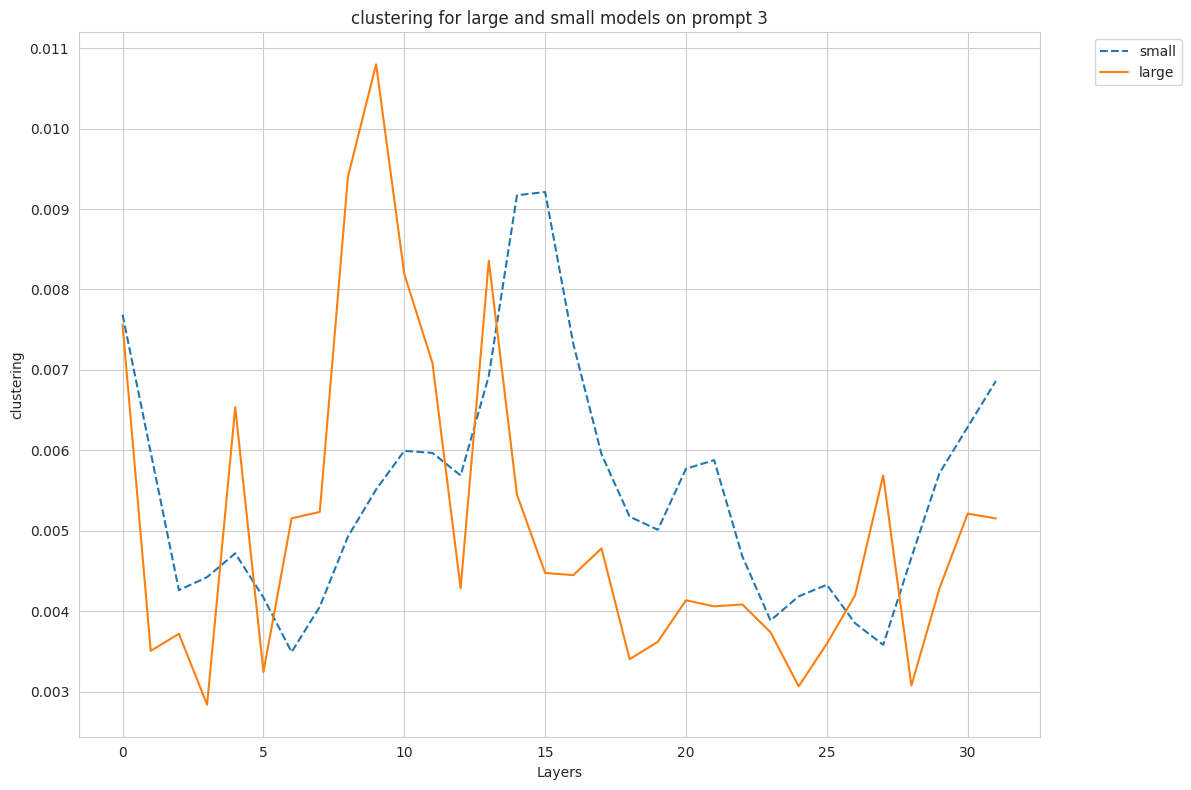 clustering for large and small models on prompt 3
small
large
0.011
0.010
0.009
0.008
0.007
0.006
0.005
0.004
0.003
clustering
0 5 10 15 20 25 30
Layers